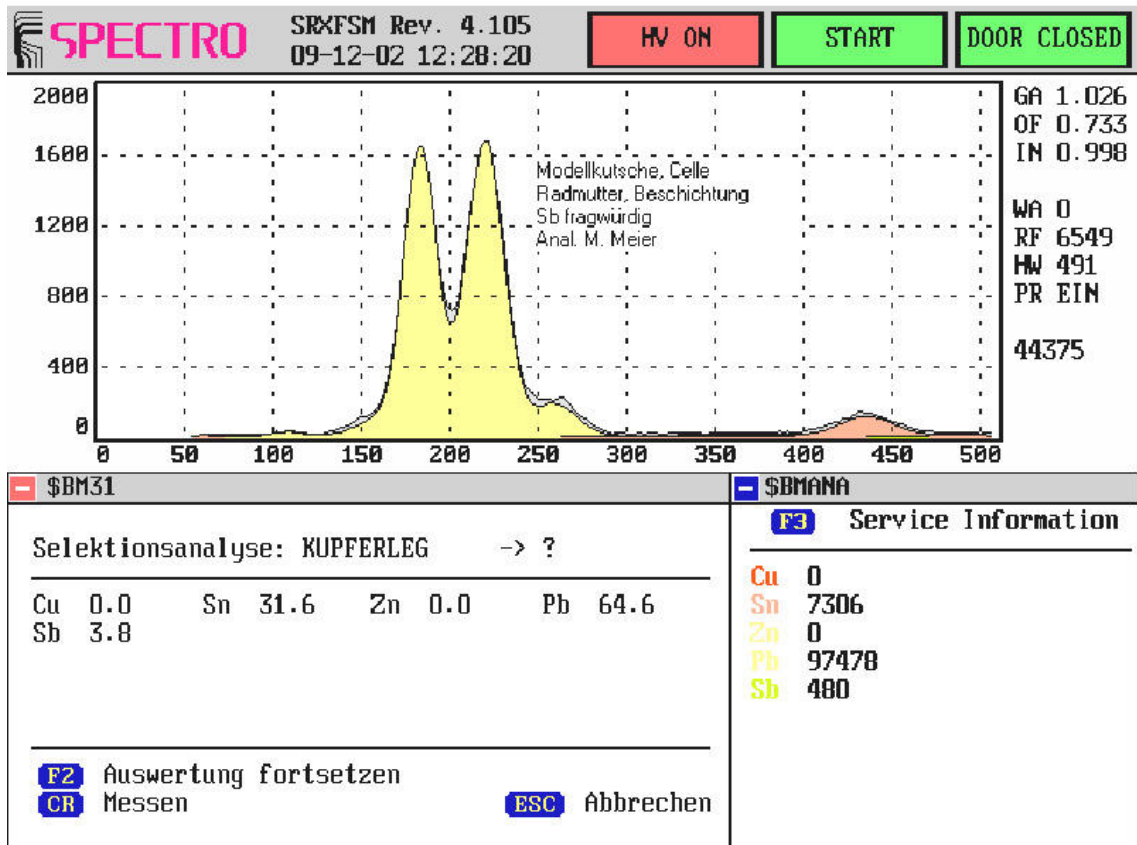 SPECTRO
SRXFSM Rev. 4.105
09-12-02 12:28:20
HV ON
START
DOOR CLOSED
2000
1600
1200
800
400
0
0 50 100 150 200 250 300 350 400 450 500
Modellkutsche, Celle
Radmutter, Beschichtung
Sb fragwürdig
Anal. M. Meier
GA 1.026
OF 0.733
IN 0.998
WA 0
RF 6549
HW 491
PR EIN
44375
$BM31
Selektionsanalyse: KUPFERLEG -> ?
Cu 0.0 Sn 31.6 Zn 0.0 Pb 64.6
Sb 3.8
F2 Auswertung fortsetzen
CR Messen ESC Abbrechen
$BMANA
F3 Service Information
Cu 0
Sn 7306
Zn 0
Pb 97478
Sb 480